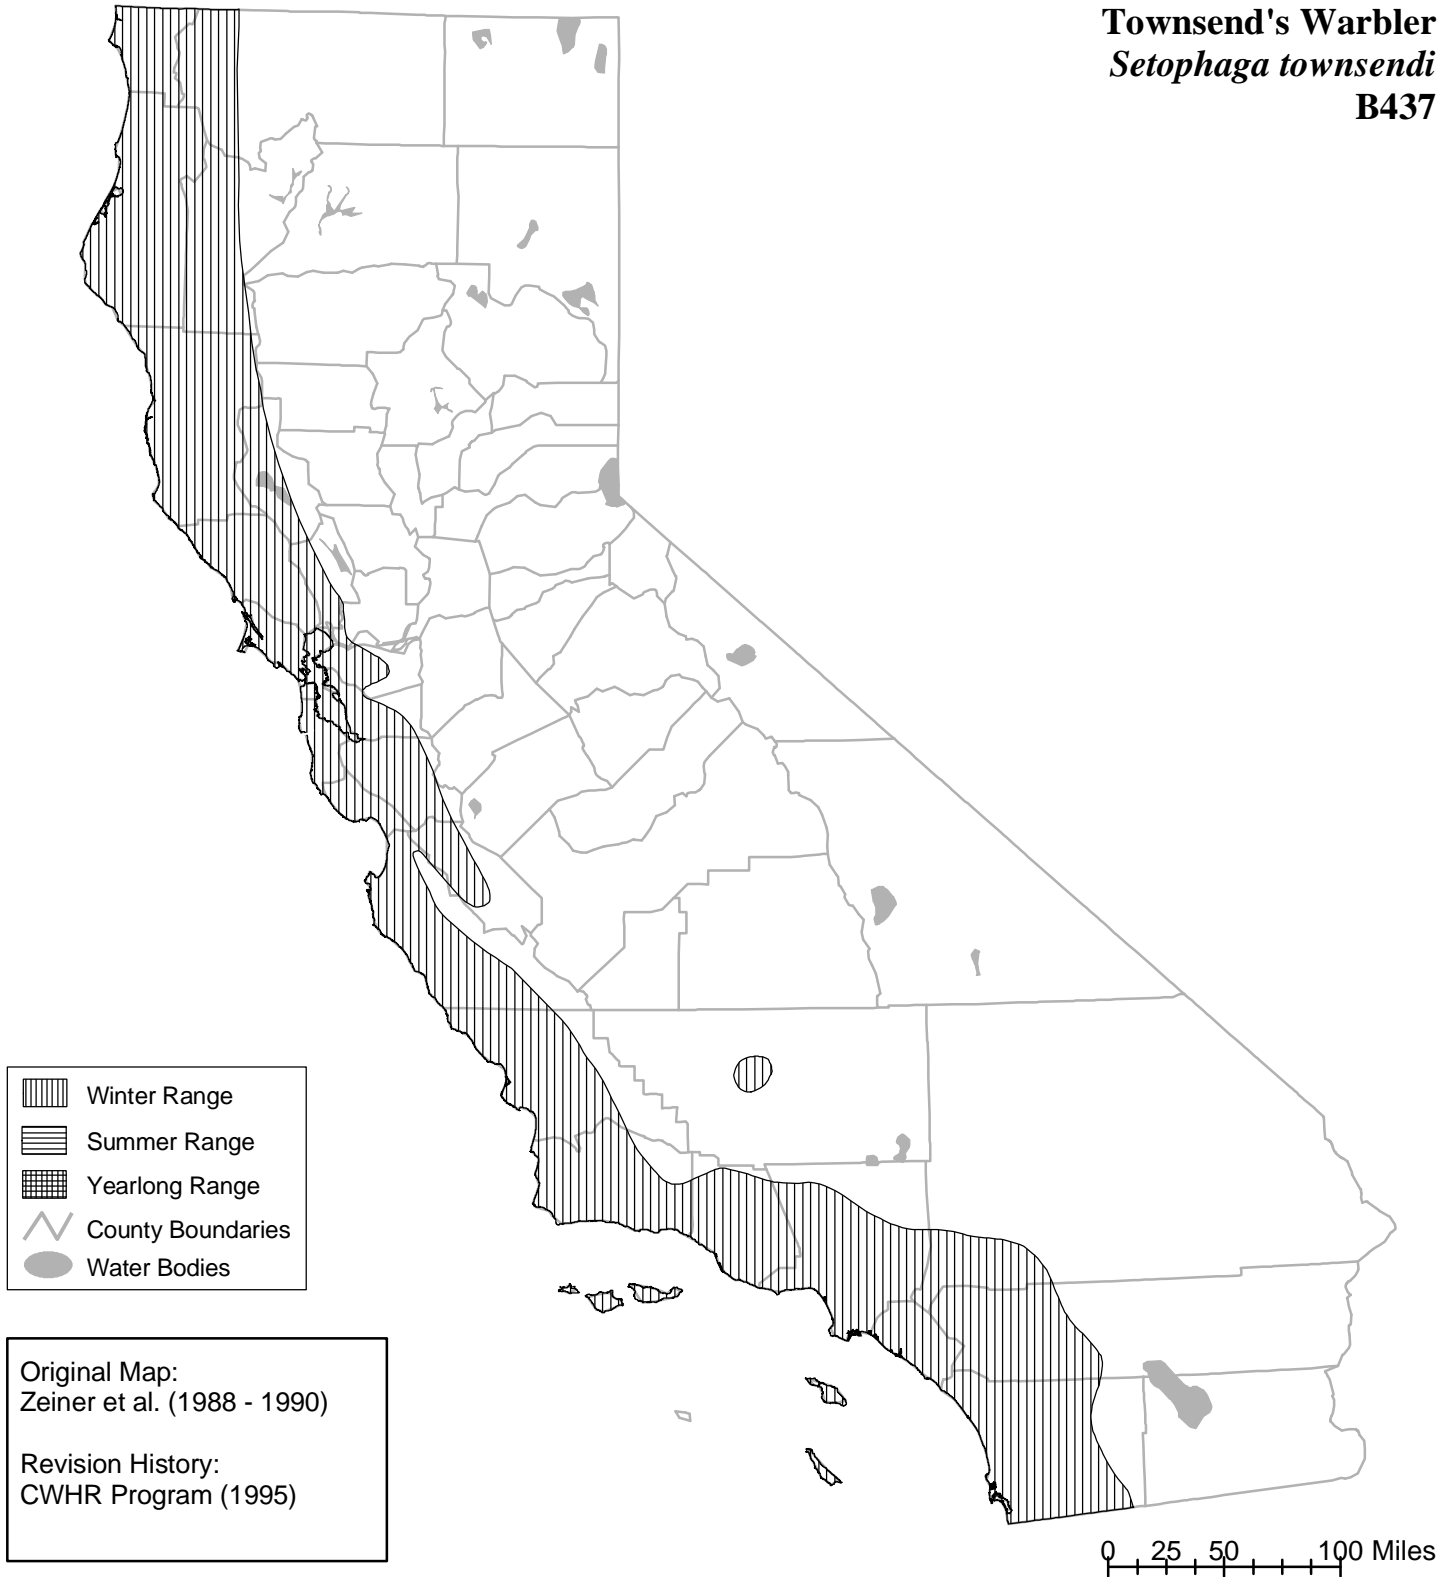 Townsend's Warbler
Setophaga townsendi
B437
Winter Range
Summer Range
Yearlong Range
County Boundaries
Water Bodies
Original Map:
Zeiner et al. (1988 - 1990)
Revision History:
CWHR Program (1995)
0 25 50 100 Miles